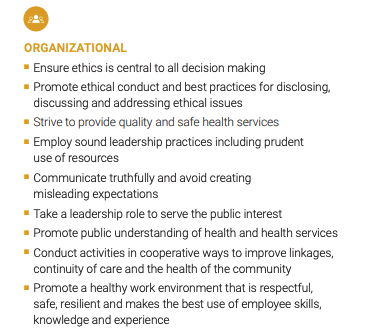 ORGANIZATIONAL
Ensure ethics is central to all decision making
Promote ethical conduct and best practices for disclosing,
discussing and addressing ethical issues
Strive to provide quality and safe health services
Employ sound leadership practices including prudent
use of resources
Communicate truthfully and avoid creating
misleading expectations
Take a leadership role to serve the public interest
Promote public understanding of health and health services
Conduct activities in cooperative ways to improve linkages,
continuity of care and the health of the community
Promote a healthy work environment that is respectful,
safe, resilient and makes the best use of employee skills,
knowledge and experience